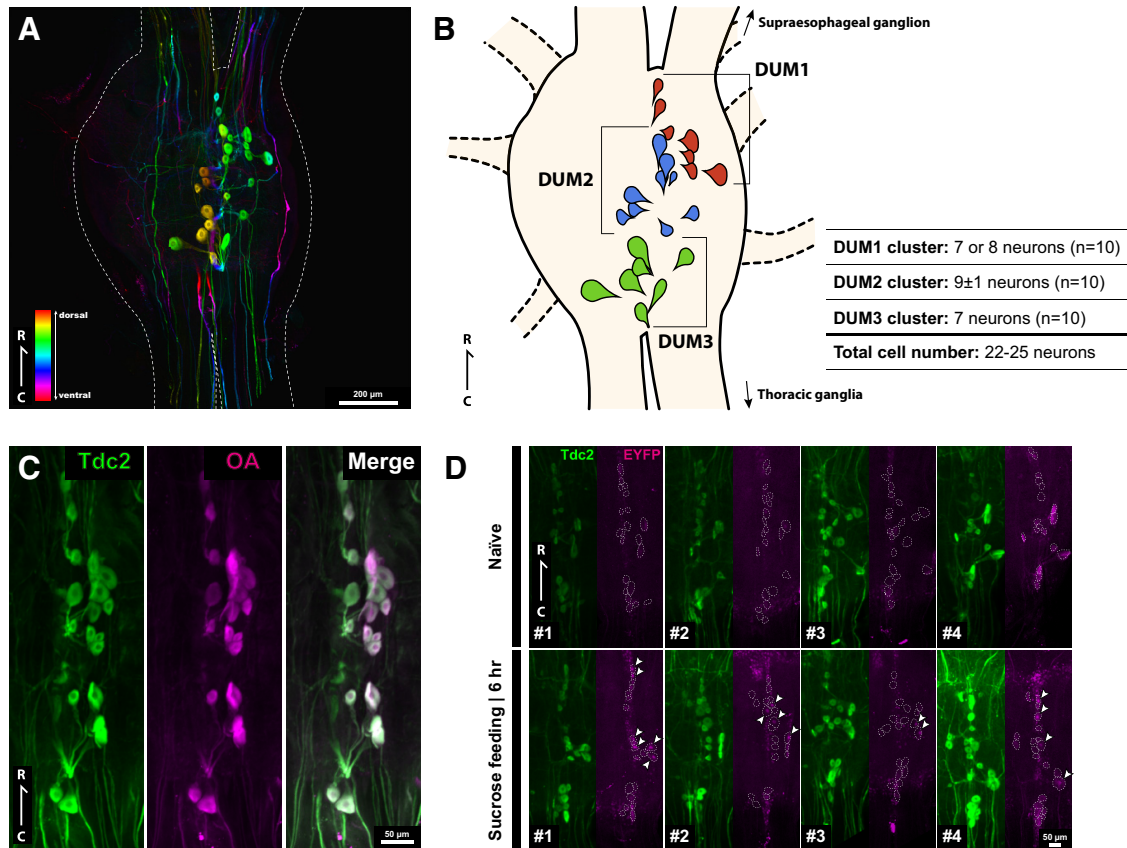 A
dorsal
ventral
R
C
200 μm
B
Supraesophageal ganglion
DUM1
DUM2
DUM3
R
C
Thoracic ganglia
DUM1 cluster: 7 or 8 neurons (n=10)
DUM2 cluster: 9±1 neurons (n=10)
DUM3 cluster: 7 neurons (n=10)
Total cell number: 22-25 neurons
C
Tdc2
OA
Merge
R
C
50 μm
D
Tdc2
EYFP
Naïve
R
C
#1
#2
#3
#4
Sucrose feeding | 6 hr
#1
#2
#3
#4
50 μm